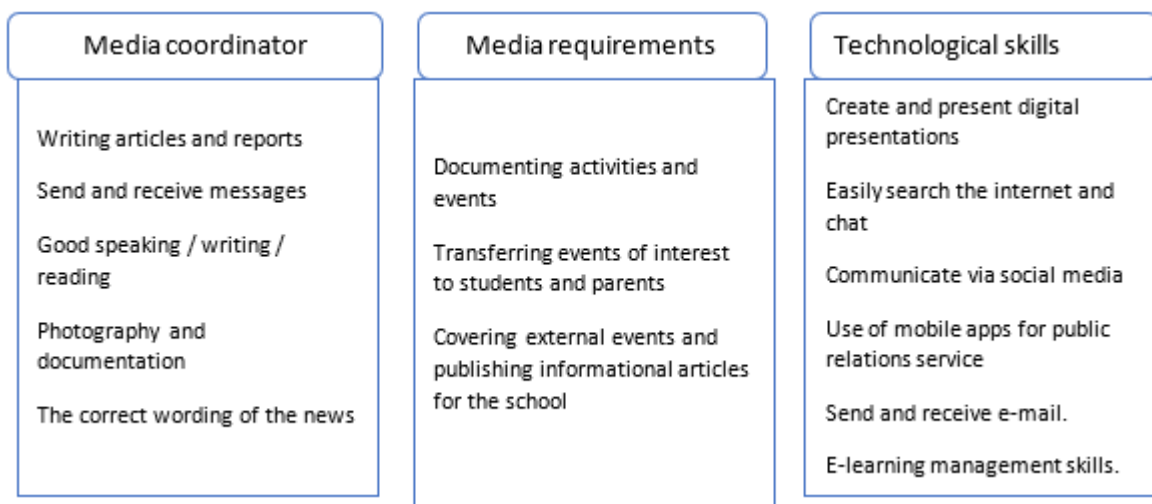 Media coordinator
Writing articles and reports
Send and receive messages
Good speaking / writing /
reading
Photography and
documentation
The correct wording of the news
Media requirements
Documenting activities and
events
Transferring events of interest
to students and parents
Covering external events and
publishing informational articles
for the school
Technological skills
Create and present digital
presentations
Easily search the internet and
chat
Communicate via social media
Use of mobile apps for public
relations service
Send and receive e-mail.
E-learning management skills.